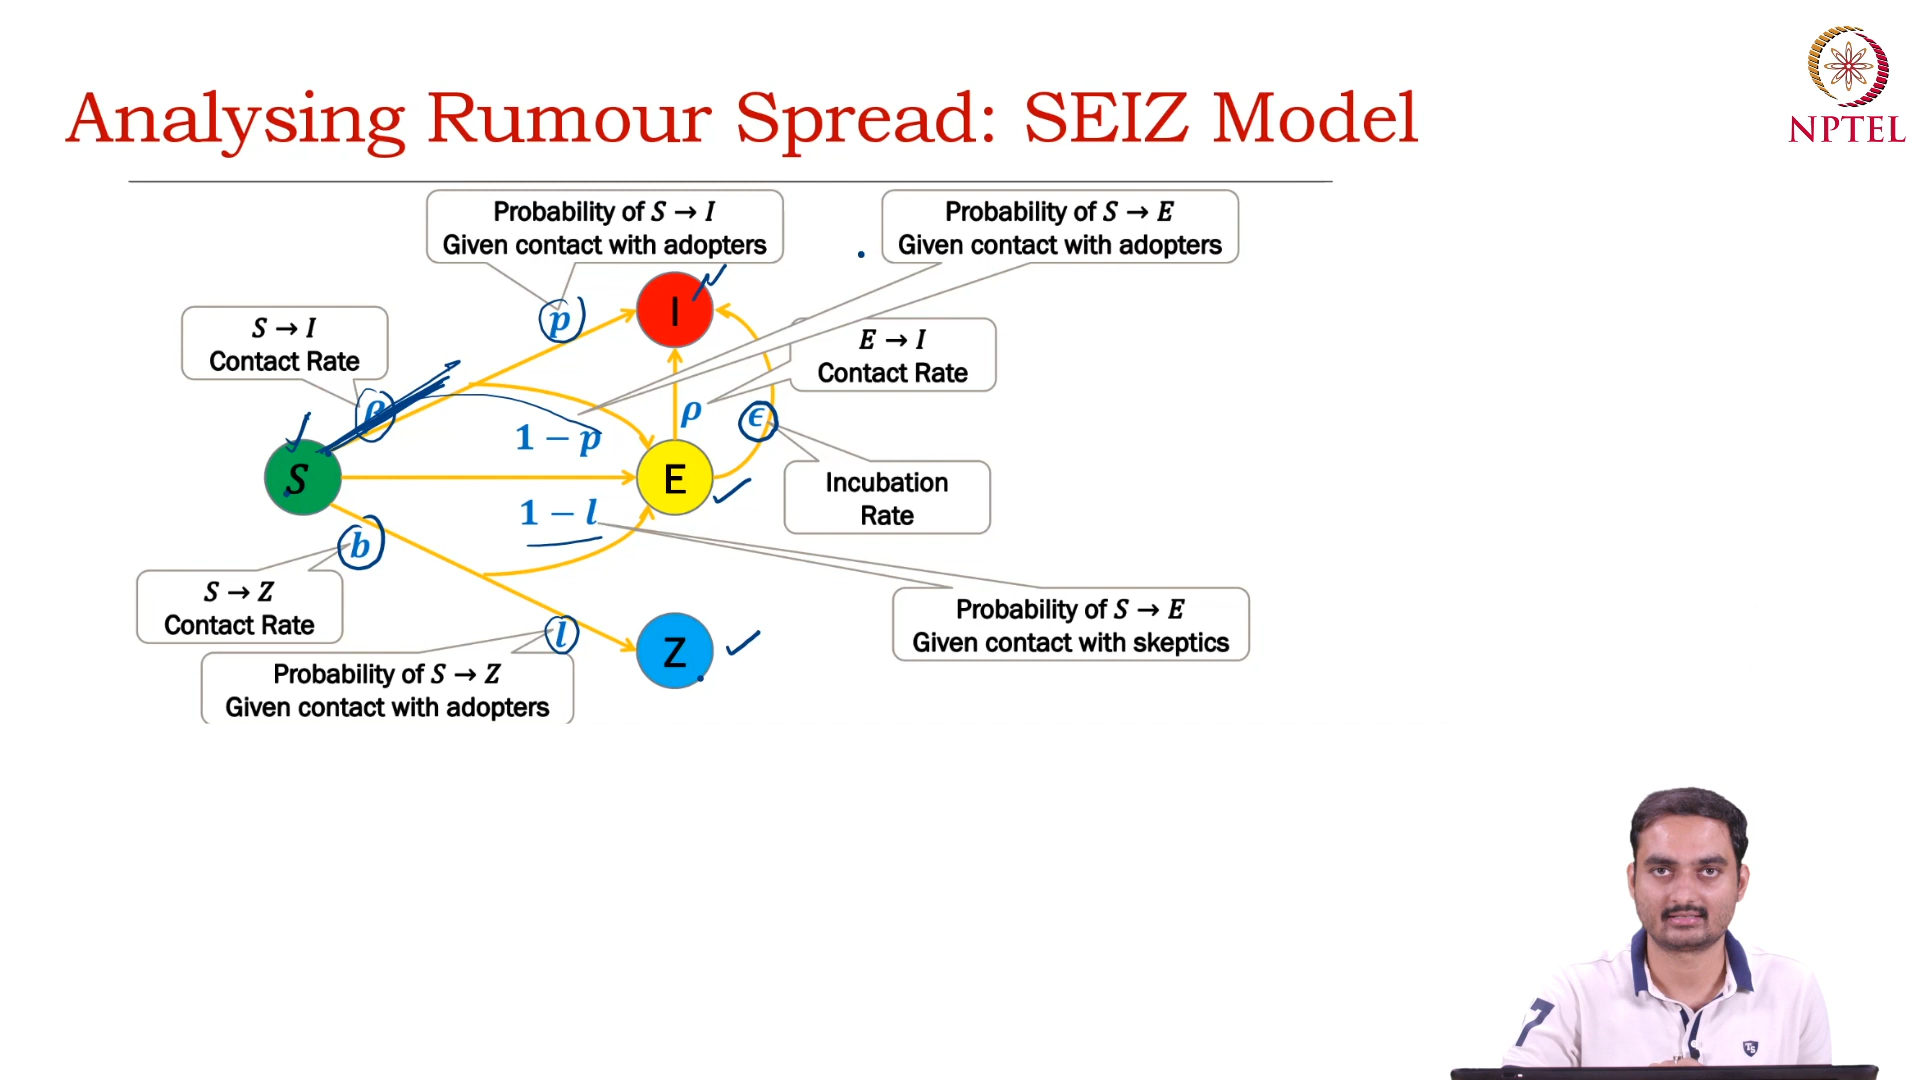 Analysing Rumour Spread: SEIZ Model
NPTEL
Probability of S → I
Given contact with adopters
Probability of S → E
Given contact with adopters
S → I
Contact Rate
p
I
E → I
Contact Rate
ρ
ρ
ϵ
1 − p
S
E
Incubation
Rate
1 − l
b
S → Z
Contact Rate
l
Z
Probability of S → E
Given contact with skeptics
Probability of S → Z
Given contact with adopters
7
TS